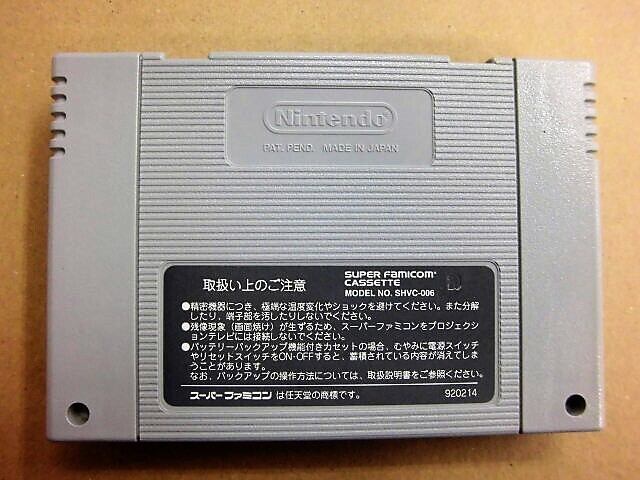 Nintendo
PAT. PEND. MADE IN JAPAN
取扱い上のご注意
SUPER FAMICOM®
CASSETTE
MODEL NO. SHVC-006
●精密機器につき、極端な温度変化やショックを避けてください。また分解
したり、端子部を汚したりしないでください。
●残像現象(画面焼け)が生ずるため、スーパーファミコンをプロジェクシ
ョンテレビには接続しないでください。
●バッテリーバックアップ機能付きカセットの場合、むやみに電源スイッチ
やリセットスイッチをON・OFFすると、蓄積されている内容が消えてしま
うことがあります。
なお、バックアップの操作方法については、取扱説明書をご参照ください。
スーパーファミコンは任天堂の商標です。
920214